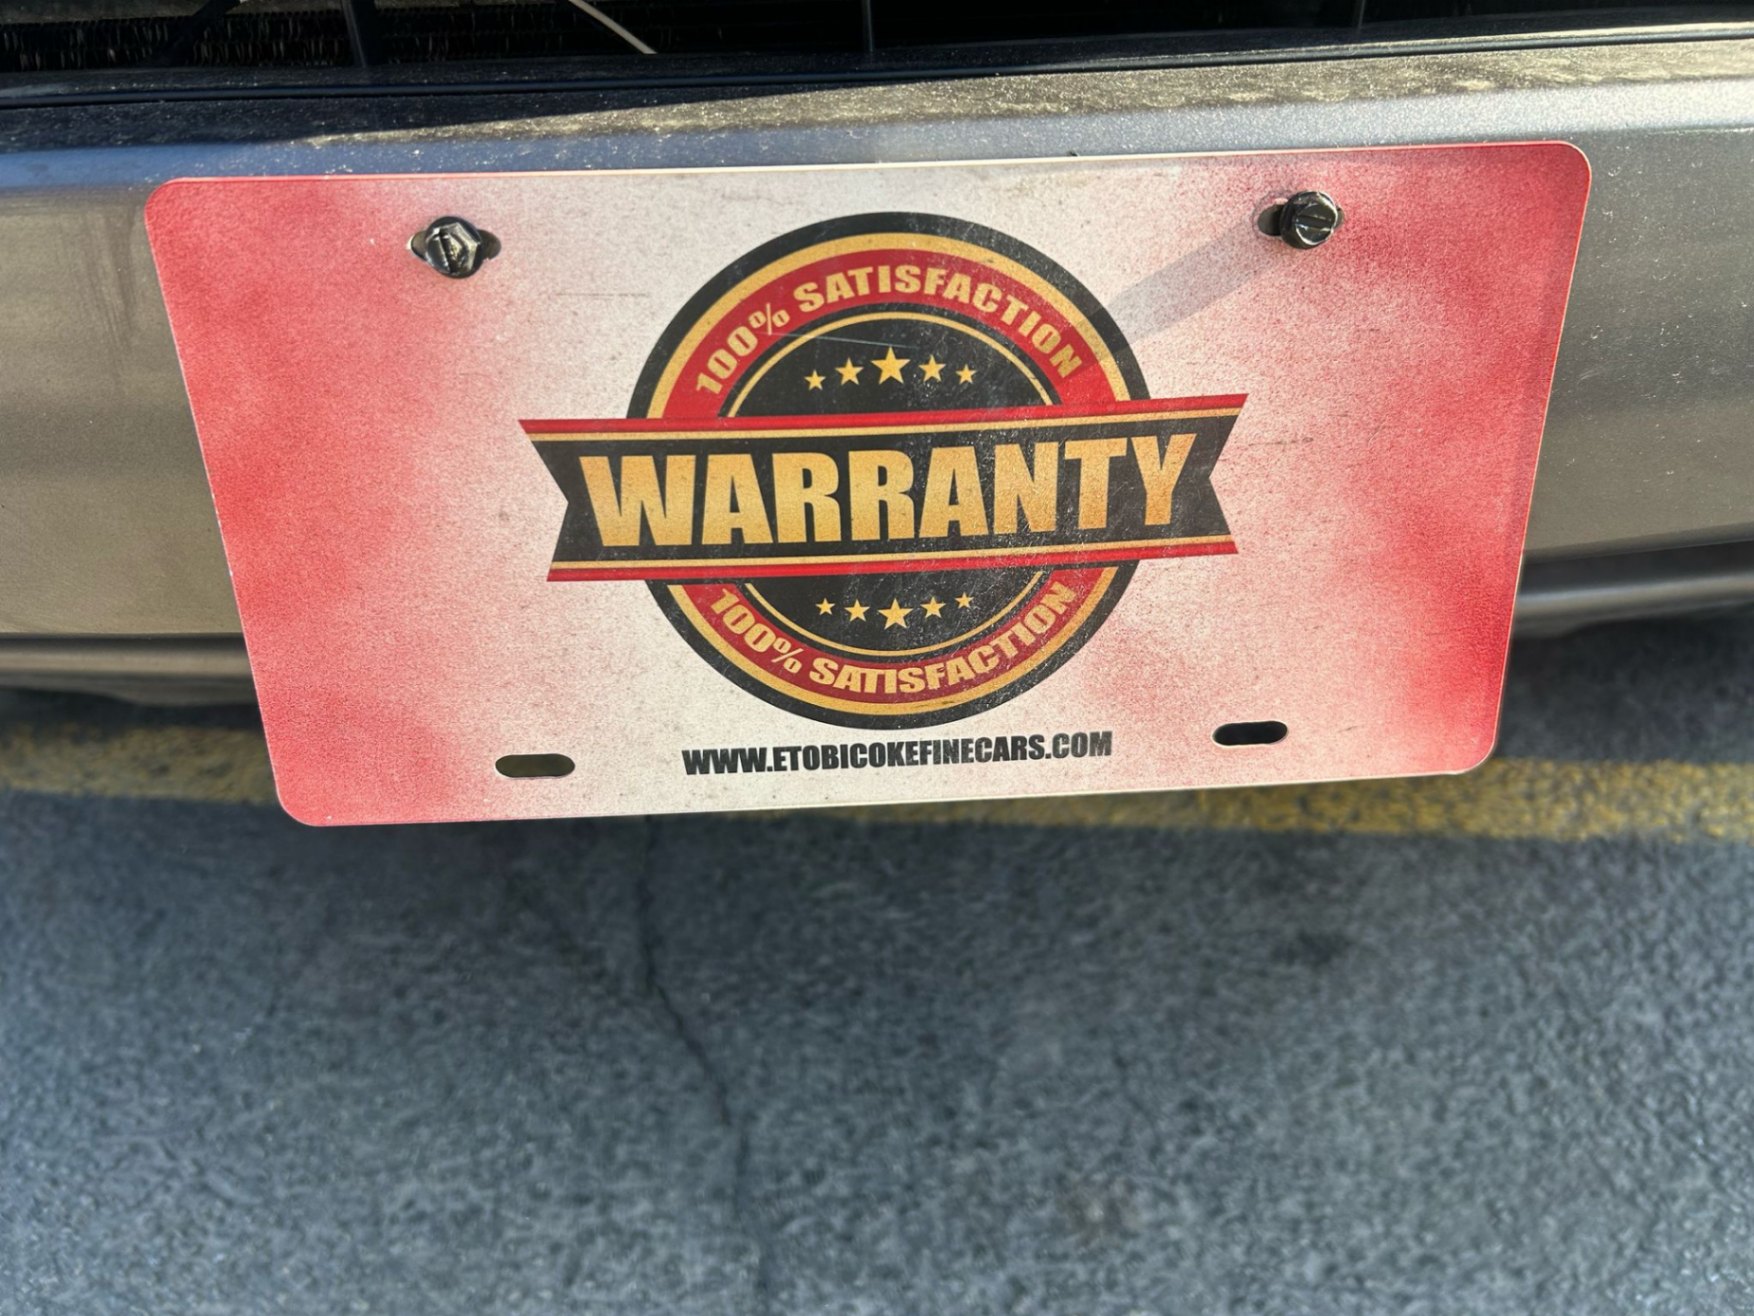 100% SATISFACTION
WARRANTY
100% SATISFACTION
WWW.ETOBICOKEFINECARS.COM